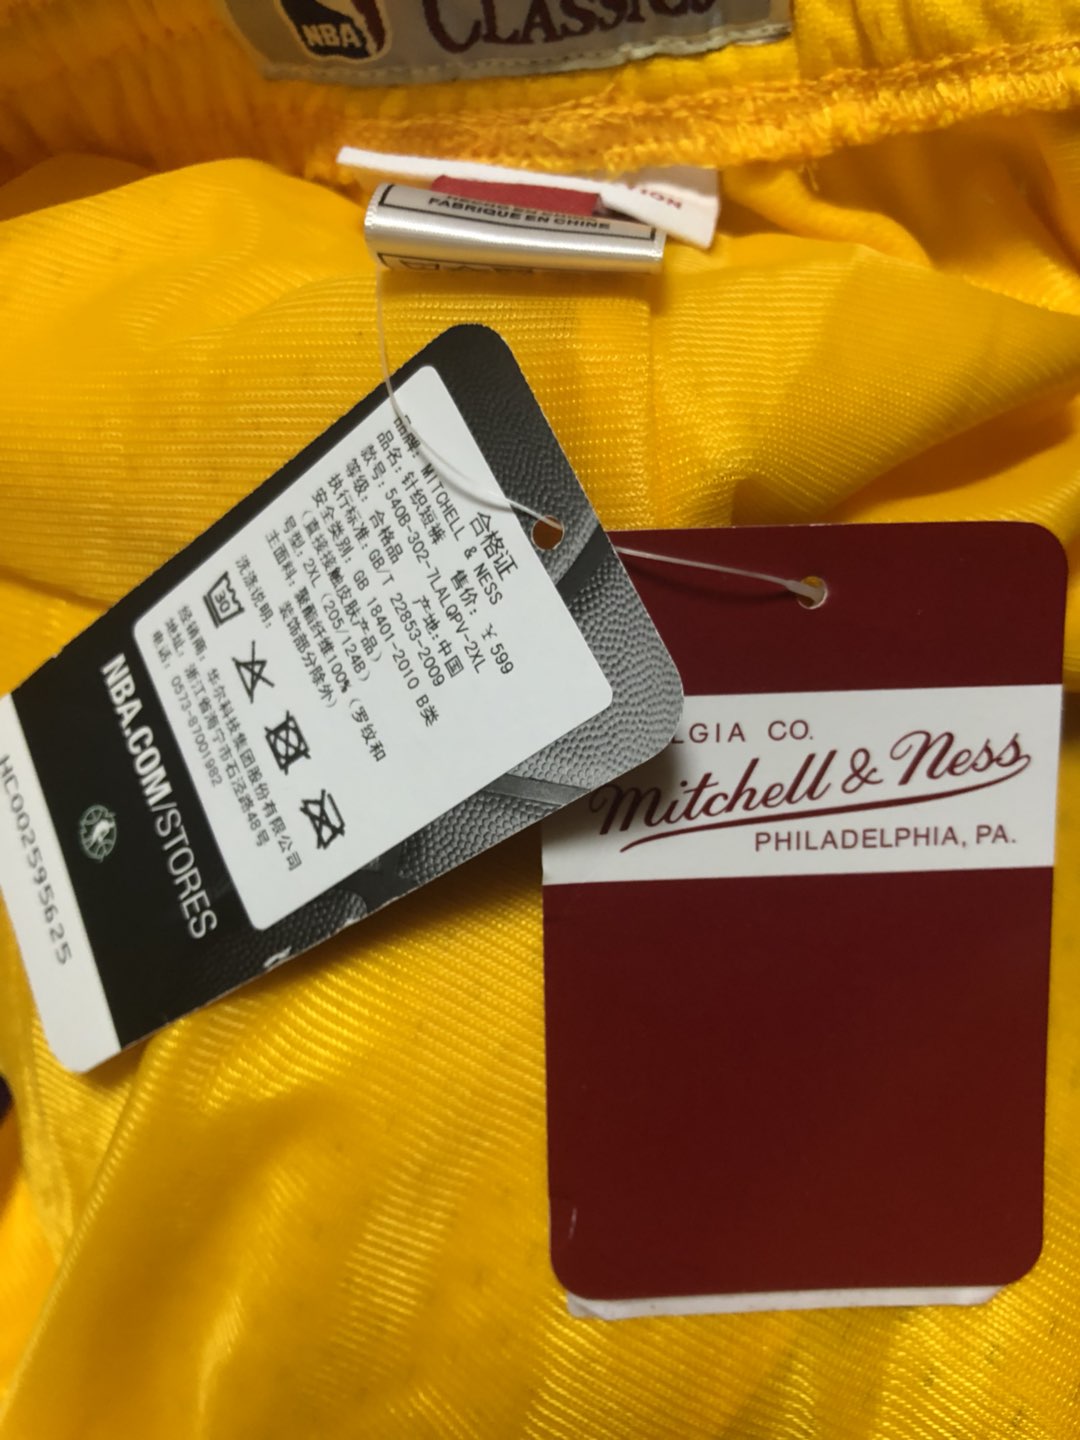 NBA
CLASSICS
TION
FABRIQUE EN CHINE
合格证
品牌: MITCHELL & NESS
品名: 针织短裤 售价: ¥ 599
款号: 540B-302-7LALQPV-2XL
等级: 合格品 产地:中国
执行标准: GB/T 22853-2009
安全类别: GB 18401-2010 B类
(直接接触皮肤产品)
号型: 2XL (205/124B)
主面料: 聚酯纤维100% (罗纹和
装饰部分除外)
洗涤说明:
30
经销商: 华尔科技集团股份有限公司
地址: 浙江省海宁市石泾路48号
电话: 0573-87001982
NBA.COM/STORES
HC002595625
LGIA CO.
Mitchell & Ness
PHILADELPHIA, PA.